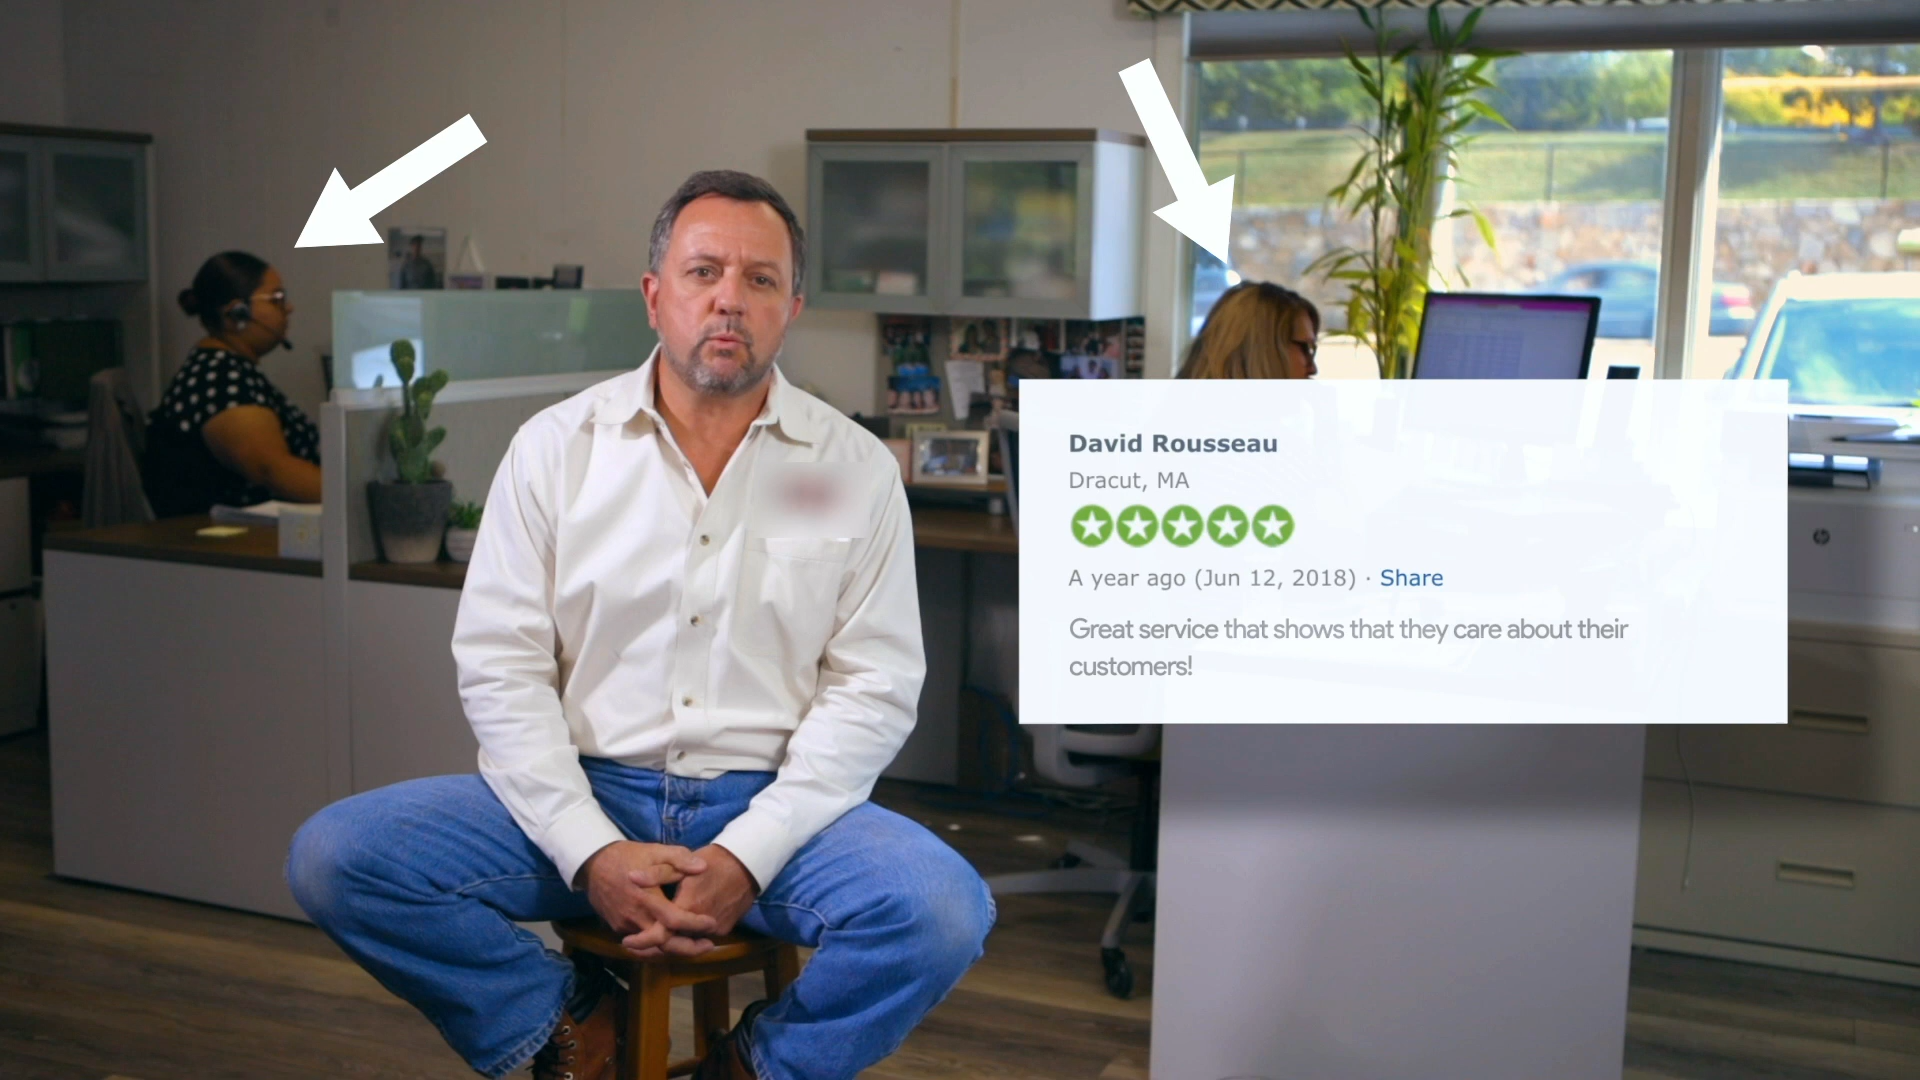 David Rousseau
Dracut, MA
A year ago (Jun 12, 2018) · Share
Great service that shows that they care about their
customers!
hp